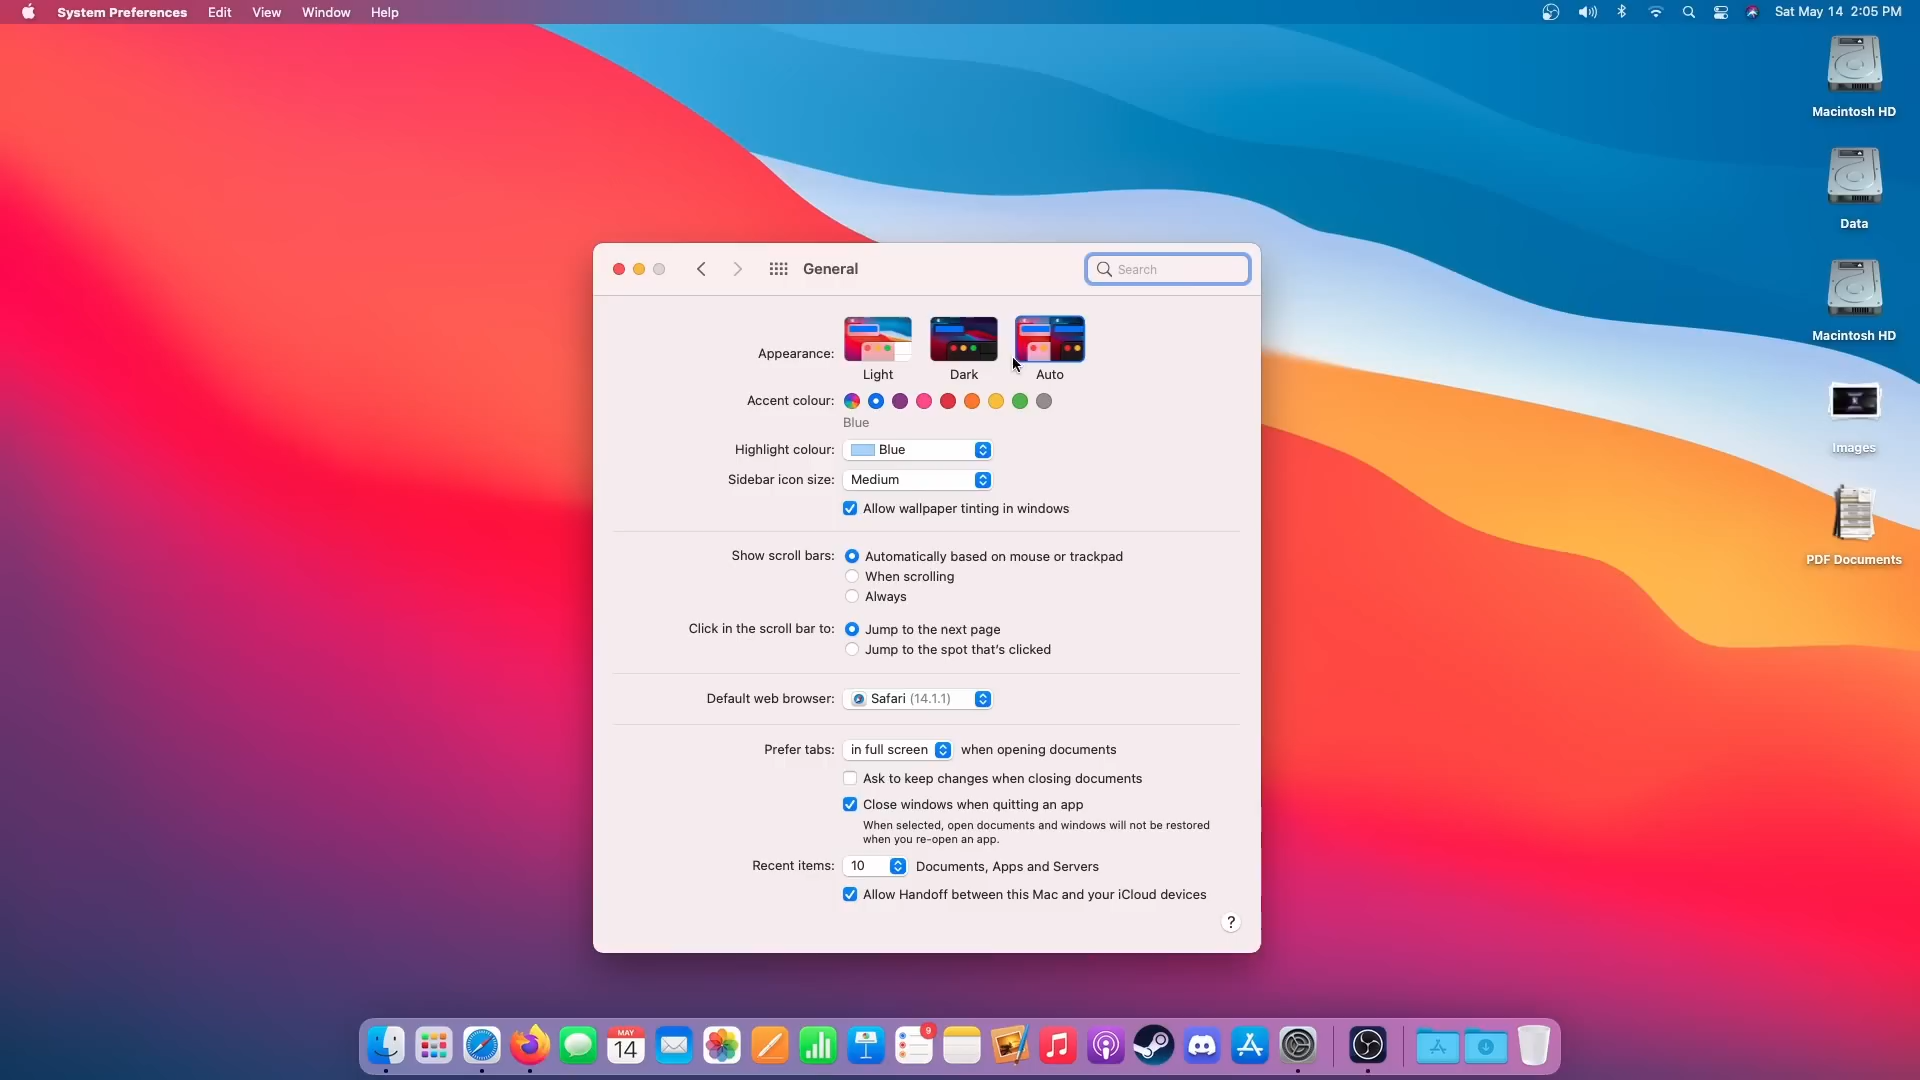 System Preferences Edit View Window Help
Sat May 14 2:05 PM
Macintosh HD
Data
Macintosh HD
Images
PDF Documents
General
Search
Appearance:
Light Dark Auto
Accent colour:
Blue
Highlight colour: Blue
Sidebar icon size: Medium
Allow wallpaper tinting in windows
Show scroll bars: Automatically based on mouse or trackpad
When scrolling
Always
Click in the scroll bar to: Jump to the next page
Jump to the spot that's clicked
Default web browser: Safari (14.1.1)
Prefer tabs: in full screen when opening documents
Ask to keep changes when closing documents
Close windows when quitting an app
When selected, open documents and windows will not be restored
when you re-open an app.
Recent items: 10 Documents, Apps and Servers
Allow Handoff between this Mac and your iCloud devices
?
MAY
14
9